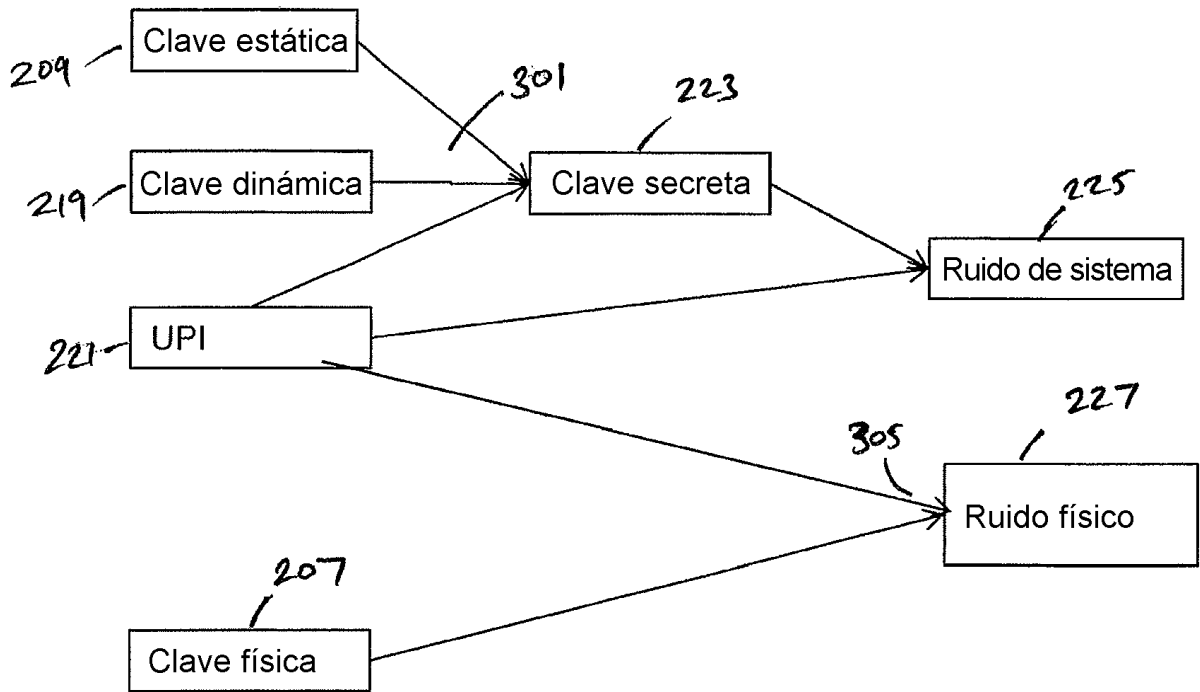 Clave estática
209
301
223
Clave dinámica
219
Clave secreta
225
Ruido de sistema
UPI
221
305
227
Ruido físico
207
Clave física